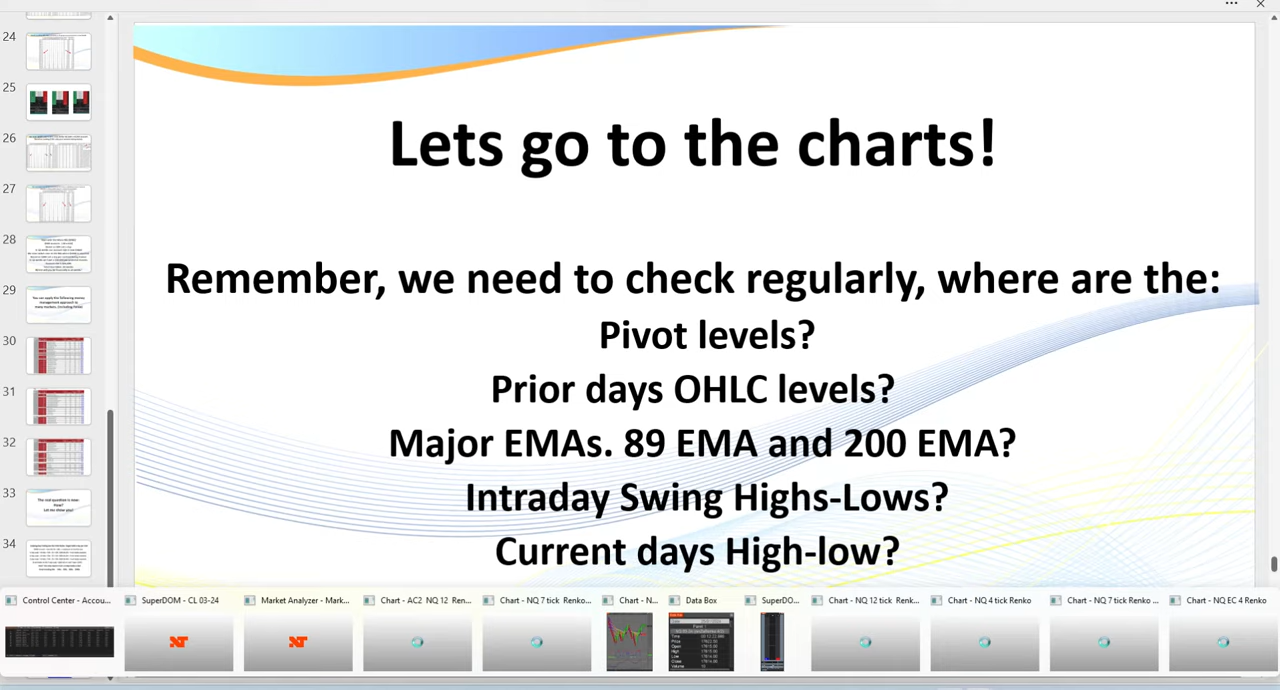 24
25
26
27
28
29
30
31
32
33
34
Lets go to the charts!
Remember, we need to check regularly, where are the:
Pivot levels?
Prior days OHLC levels?
Major EMAs. 89 EMA and 200 EMA?
Intraday Swing Highs-Lows?
Current days High-low?
Control Center - Accou...
SuperDOM - CL 03-24
Market Analyzer - Mark...
Chart - AC2 NQ 12 Ren...
Chart - NQ 7 tick Renko...
Chart - N...
Data Box
SuperDO...
Chart - NQ 12 tick Renk...
Chart - NQ 4 tick Renko
Chart - NQ 7 tick Renko ...
Chart - NQ EC 4 Renko